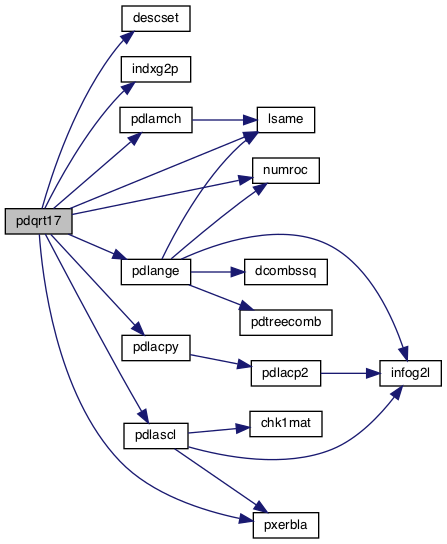 descset
indxg2p
pdlamch
lsame
numroc
pdqrt17
pdlange
dcombssq
pdtreecomb
pdlacpy
pdlacp2
infog2l
chk1mat
pdlascl
pxerbla